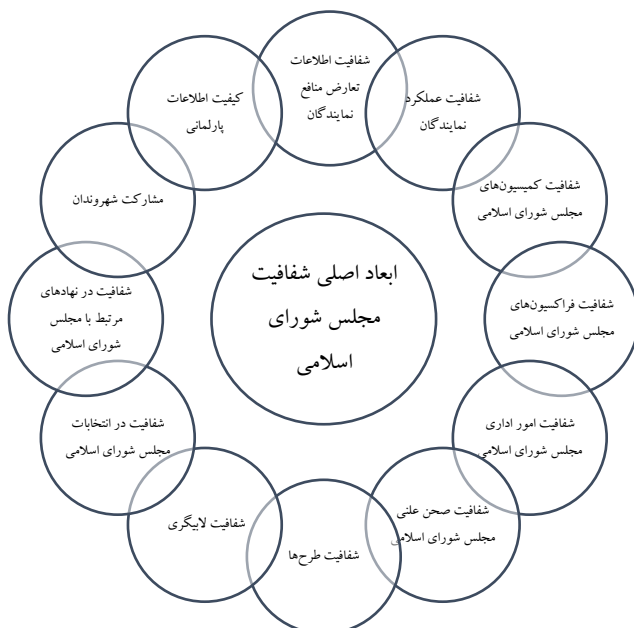 شفافیت اطلاعات
تعارض منافع
نمایندگان
شفافیت عملکرد
نمایندگان
شفافیت کمیسیون‌های
مجلس شورای اسلامی
شفافیت فراکسیون‌های
مجلس شورای اسلامی
شفافیت امور اداری
مجلس شورای اسلامی
شفافیت صحن علنی
مجلس شورای اسلامی
شفافیت طرح‌ها
شفافیت لابیگری
شفافیت در انتخابات
مجلس شورای اسلامی
شفافیت در نهادهای
مرتبط با مجلس
شورای اسلامی
مشارکت شهروندان
کیفیت اطلاعات
پارلمانی
ابعاد اصلی شفافیت
مجلس شورای
اسلامی